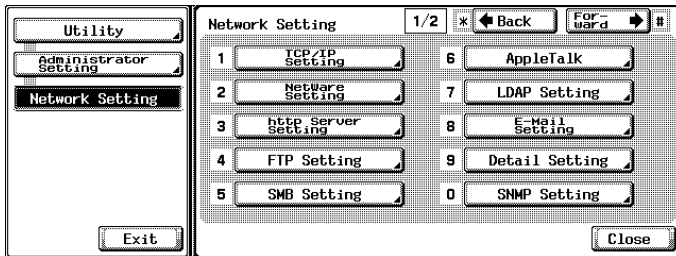 Utility
Administrator
Setting
Network Setting
Exit
Network Setting 1/2 * Back For-
ward #
1 TCP/IP
Setting
2 NetWare
Setting
3 http Server
Setting
4 FTP Setting
5 SMB Setting
6 AppleTalk
7 LDAP Setting
8 E-Mail
Setting
9 Detail Setting
0 SNMP Setting
Close